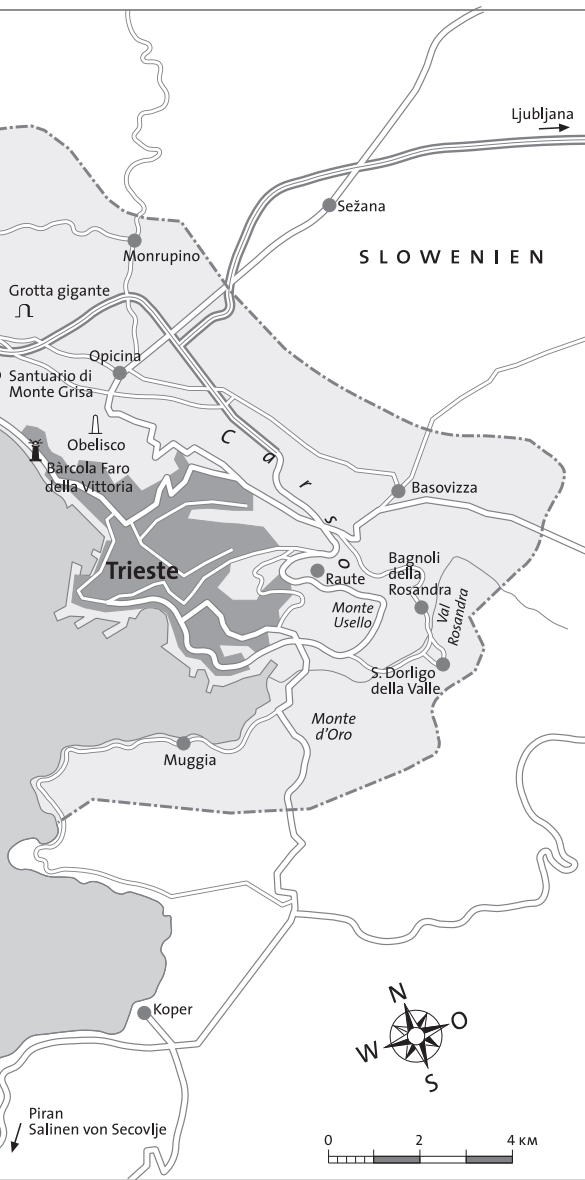 Ljubljana
Sežana
SLOWENIEN
Monrupino
Grotta gigante
Opicina
Santuario di
Monte Grisa
Obelisco
Carso
Bàrcola Faro
della Vittoria
Basovizza
Trieste
Bagnoli
della
Rosandra
Raute
Val
Rosandra
Monte
Usello
S. Dorligo
della Valle
Monte
d'Oro
Muggia
Koper
N
O
W
S
Piran
Salinen von Secovlje
0 2 4 KM